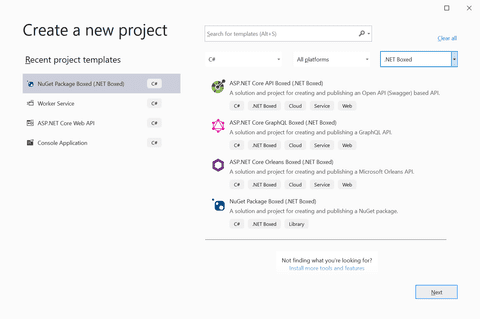 Create a new project
Search for templates (Alt+S)
Clear all
C#
All platforms
.NET Boxed
Recent project templates
NuGet Package Boxed (.NET Boxed)
C#
Worker Service
C#
ASP.NET Core Web API
C#
Console Application
C#
ASP.NET Core API Boxed (.NET Boxed)
A solution and project for creating and publishing an Open API (Swagger) based API.
C# .NET Boxed Cloud Service Web
ASP.NET Core GraphQL Boxed (.NET Boxed)
A solution and project for creating and publishing a GraphQL API.
C# .NET Boxed Cloud Service Web
ASP.NET Core Orleans Boxed (.NET Boxed)
A solution and project for creating and publishing a Microsoft Orleans API.
C# .NET Boxed Cloud Service Web
NuGet Package Boxed (.NET Boxed)
A solution and project for creating and publishing a NuGet package.
C# .NET Boxed Library
Not finding what you're looking for?
Install more tools and features
Next